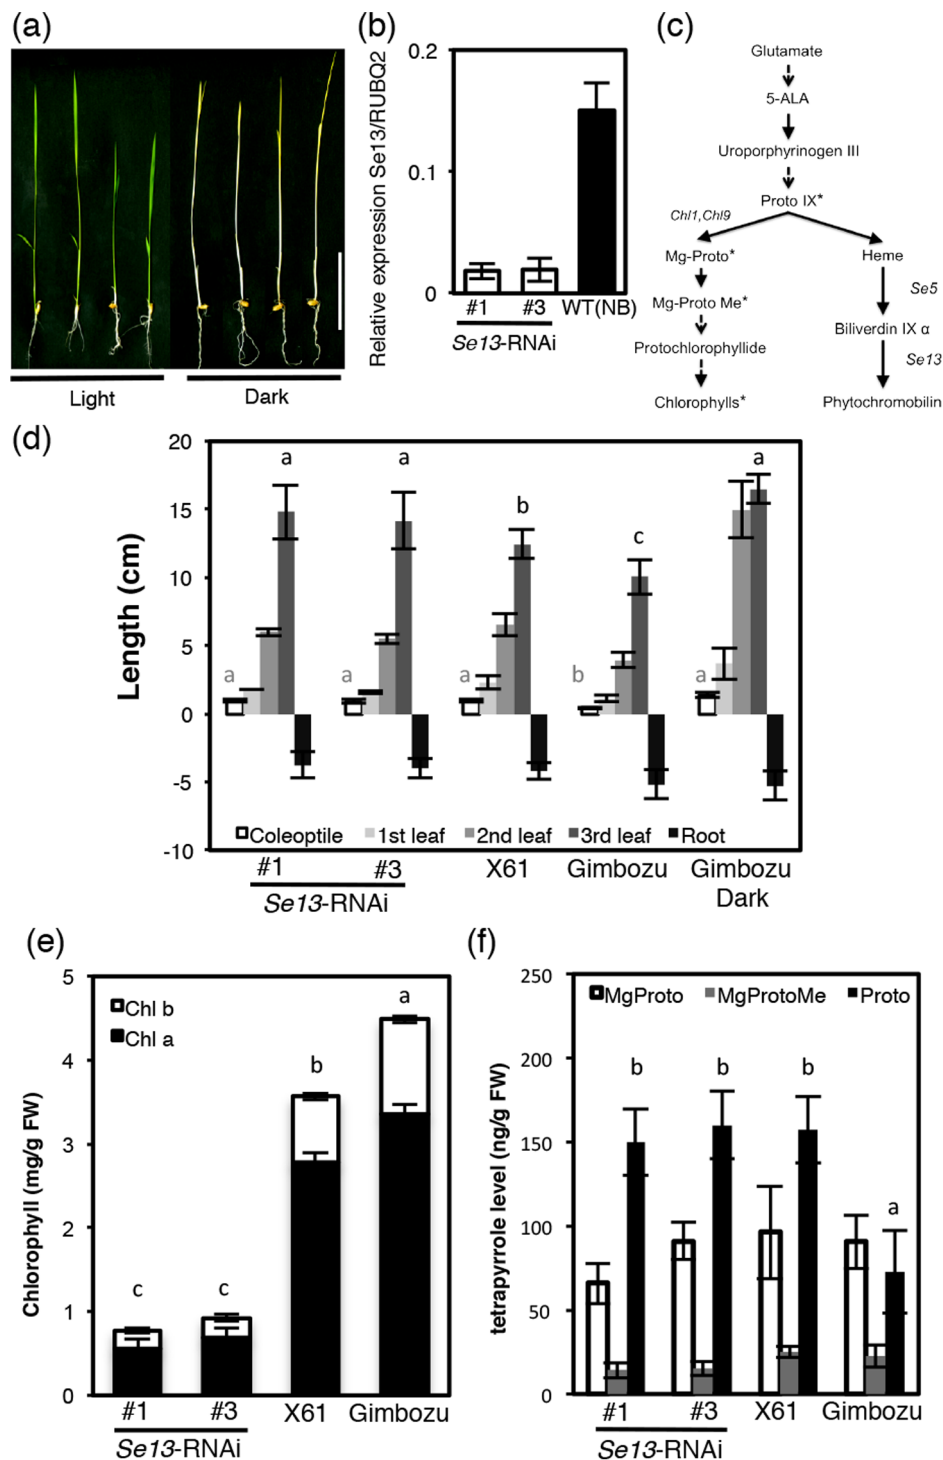 (a)
Light
Dark
(b)
Relative expression Se13/RUBQ2
0.2
0.1
0
#1
#3
WT(NB)
Se13-RNAi
(c)
Glutamate
5-ALA
Uroporphyrinogen III
Proto IX*
Chl1,Chl9
Mg-Proto*
Heme
Se5
Mg-Proto Me*
Biliverdin IX α
Protochlorophyllide
Se13
Chlorophylls*
Phytochromobilin
(d)
Length (cm)
20
15
10
5
0
-5
-10
a
a
a
a
a
b
b
c
a
a
Coleoptile
1st leaf
2nd leaf
3rd leaf
Root
#1
#3
X61
Gimbozu
Gimbozu
Dark
Se13-RNAi
(e)
Chlorophyll (mg/g FW)
5
4
3
2
1
0
Chl b
Chl a
c
c
b
a
#1
#3
X61
Gimbozu
Se13-RNAi
(f)
tetrapyrrole level (ng/g FW)
250
200
150
100
50
0
MgProto
MgProtoMe
Proto
b
b
b
a
#1
#3
X61
Gimbozu
Se13-RNAi